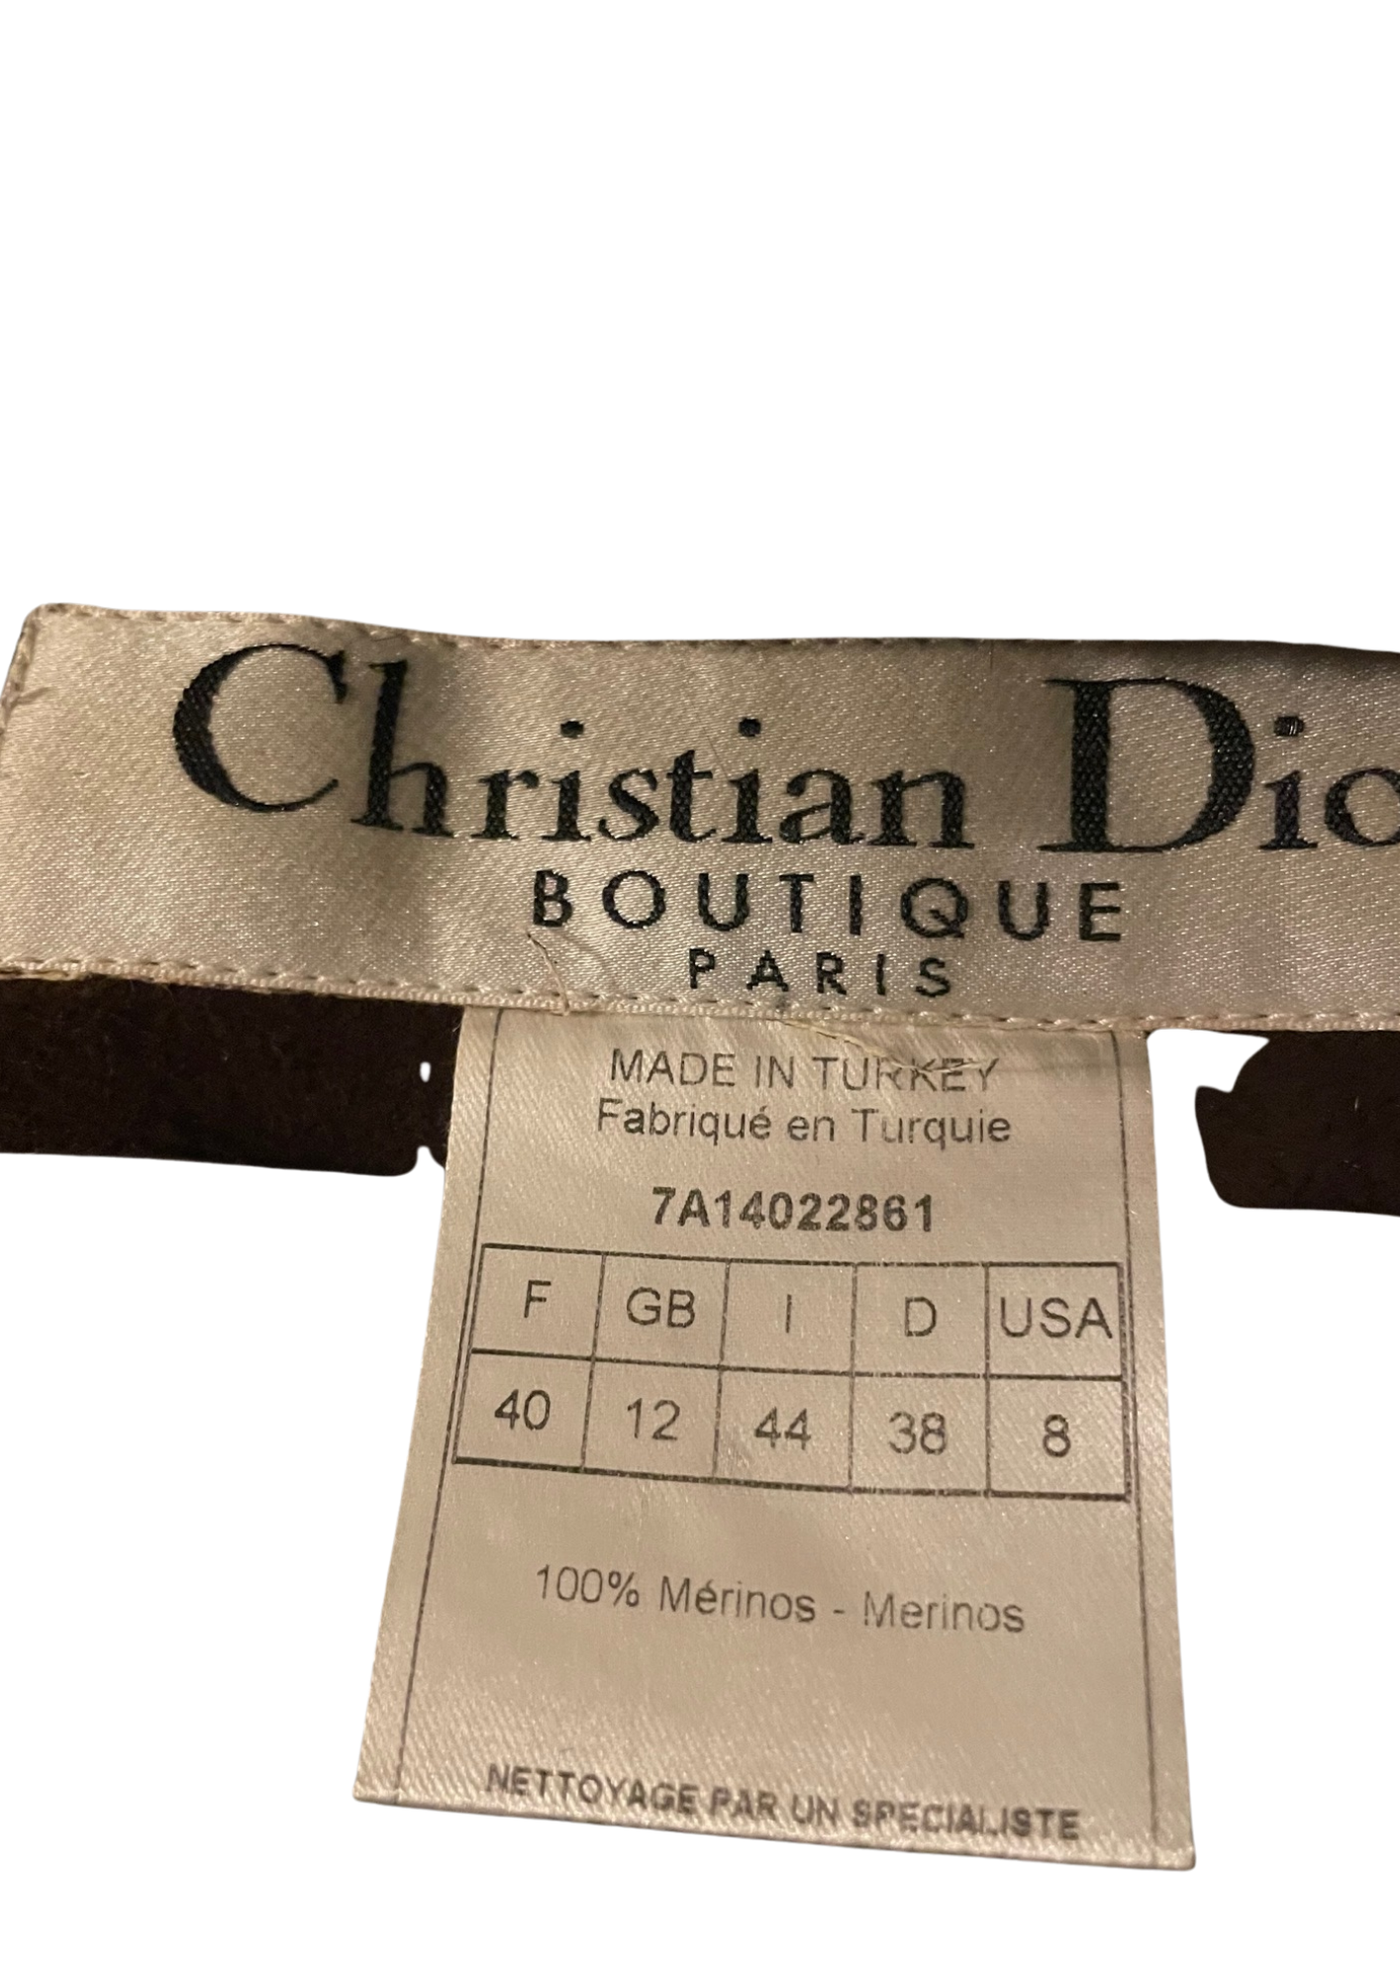 Christian Dio
BOUTIQUE
PARIS
MADE IN TURKEY
Fabriqué en Turquie
7A14022861
F GB I D USA
40 12 44 38 8
100% Mérinos - Merinos
NETTOYAGE PAR UN SPECIALISTE